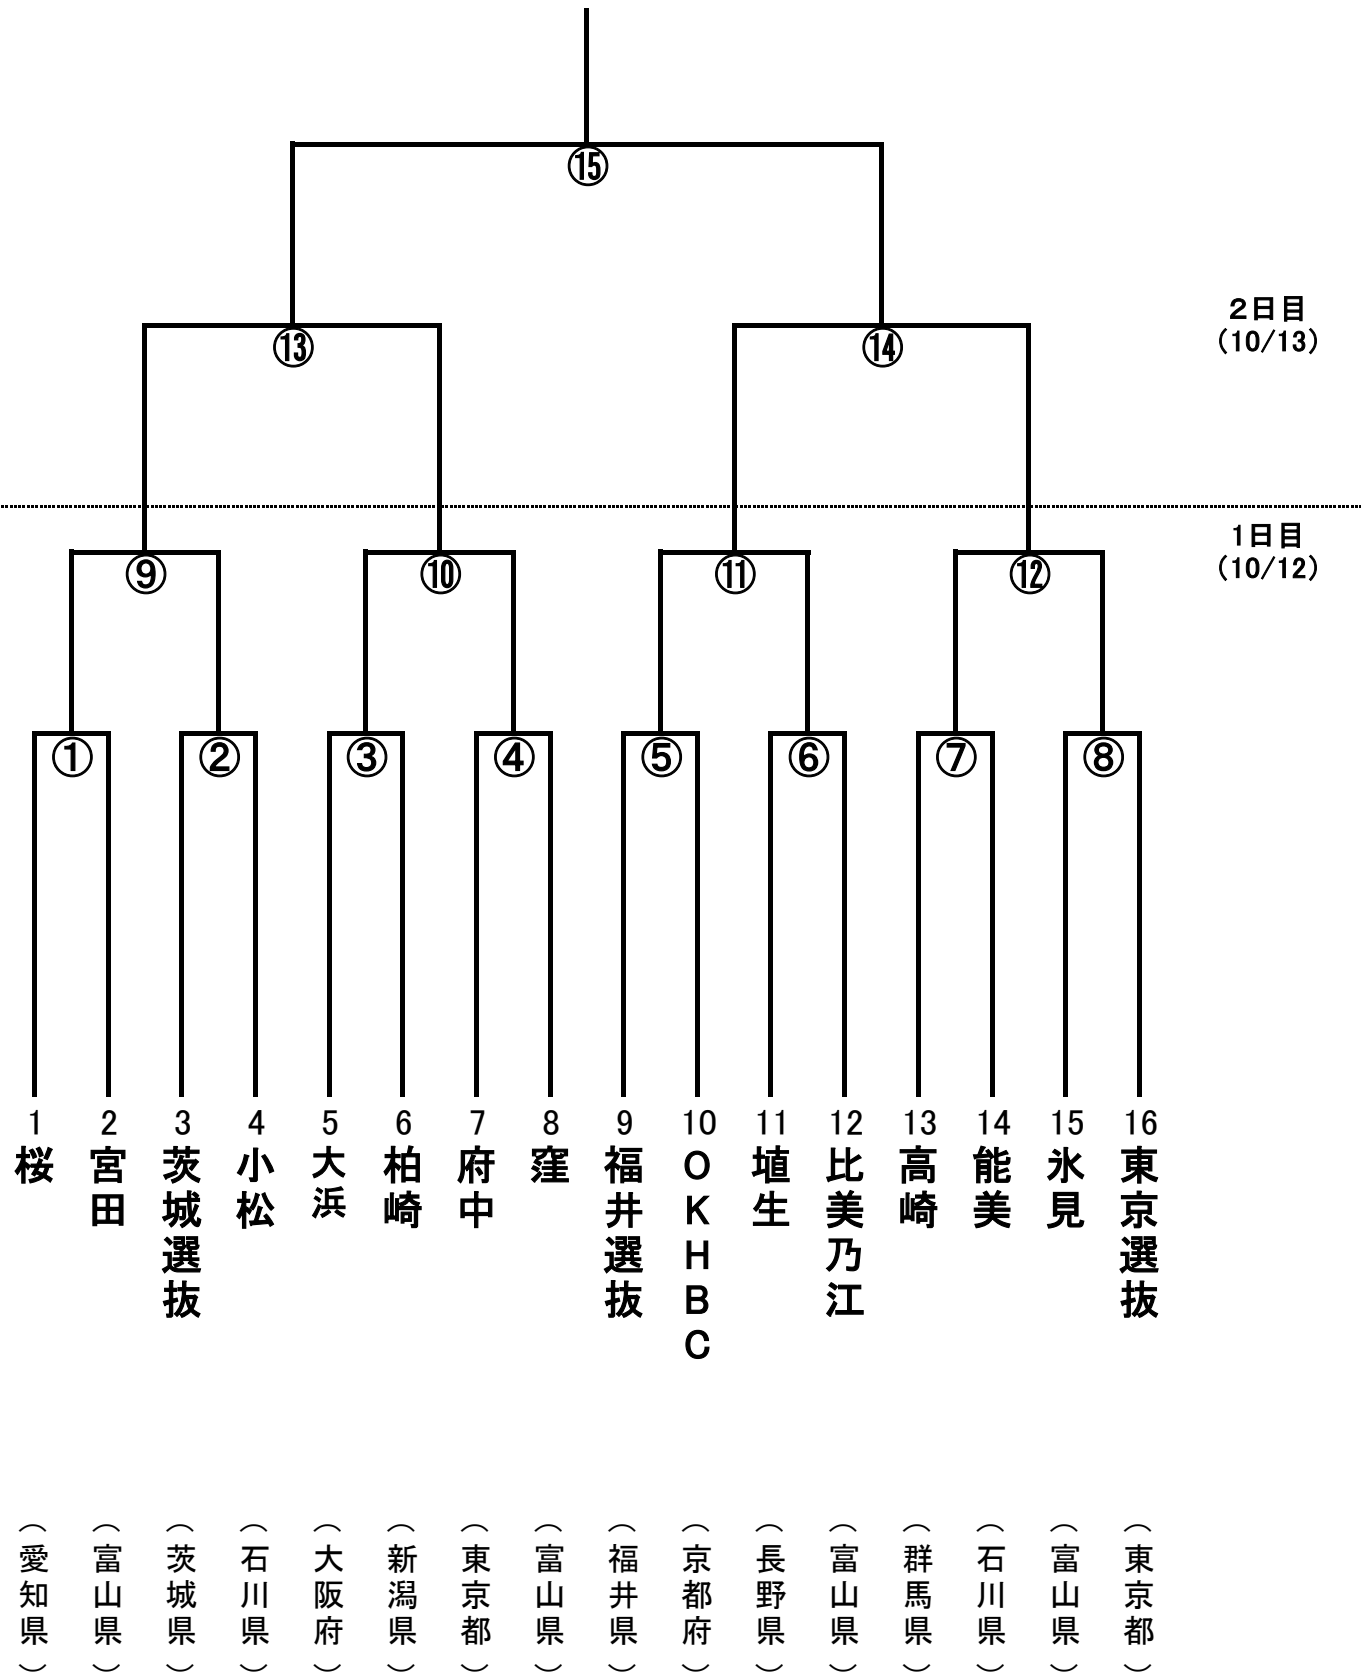 ⑮
⑬
⑭
2日目
(10/13)
1日目
(10/12)
⑨
⑩
⑪
⑫
①
②
③
④
⑤
⑥
⑦
⑧
1
2
3
4
5
6
7
8
9
10
11
12
13
14
15
16
桜
宮田
茨城選抜
小松
大浜
柏崎
府中
窪
福井選抜
OKHBC
埴生
比美乃江
高崎
能美
氷見
東京選抜
(愛知県)
(富山県)
(茨城県)
(石川県)
(大阪府)
(新潟県)
(東京都)
(富山県)
(福井県)
(京都府)
(長野県)
(富山県)
(群馬県)
(石川県)
(富山県)
(東京都)